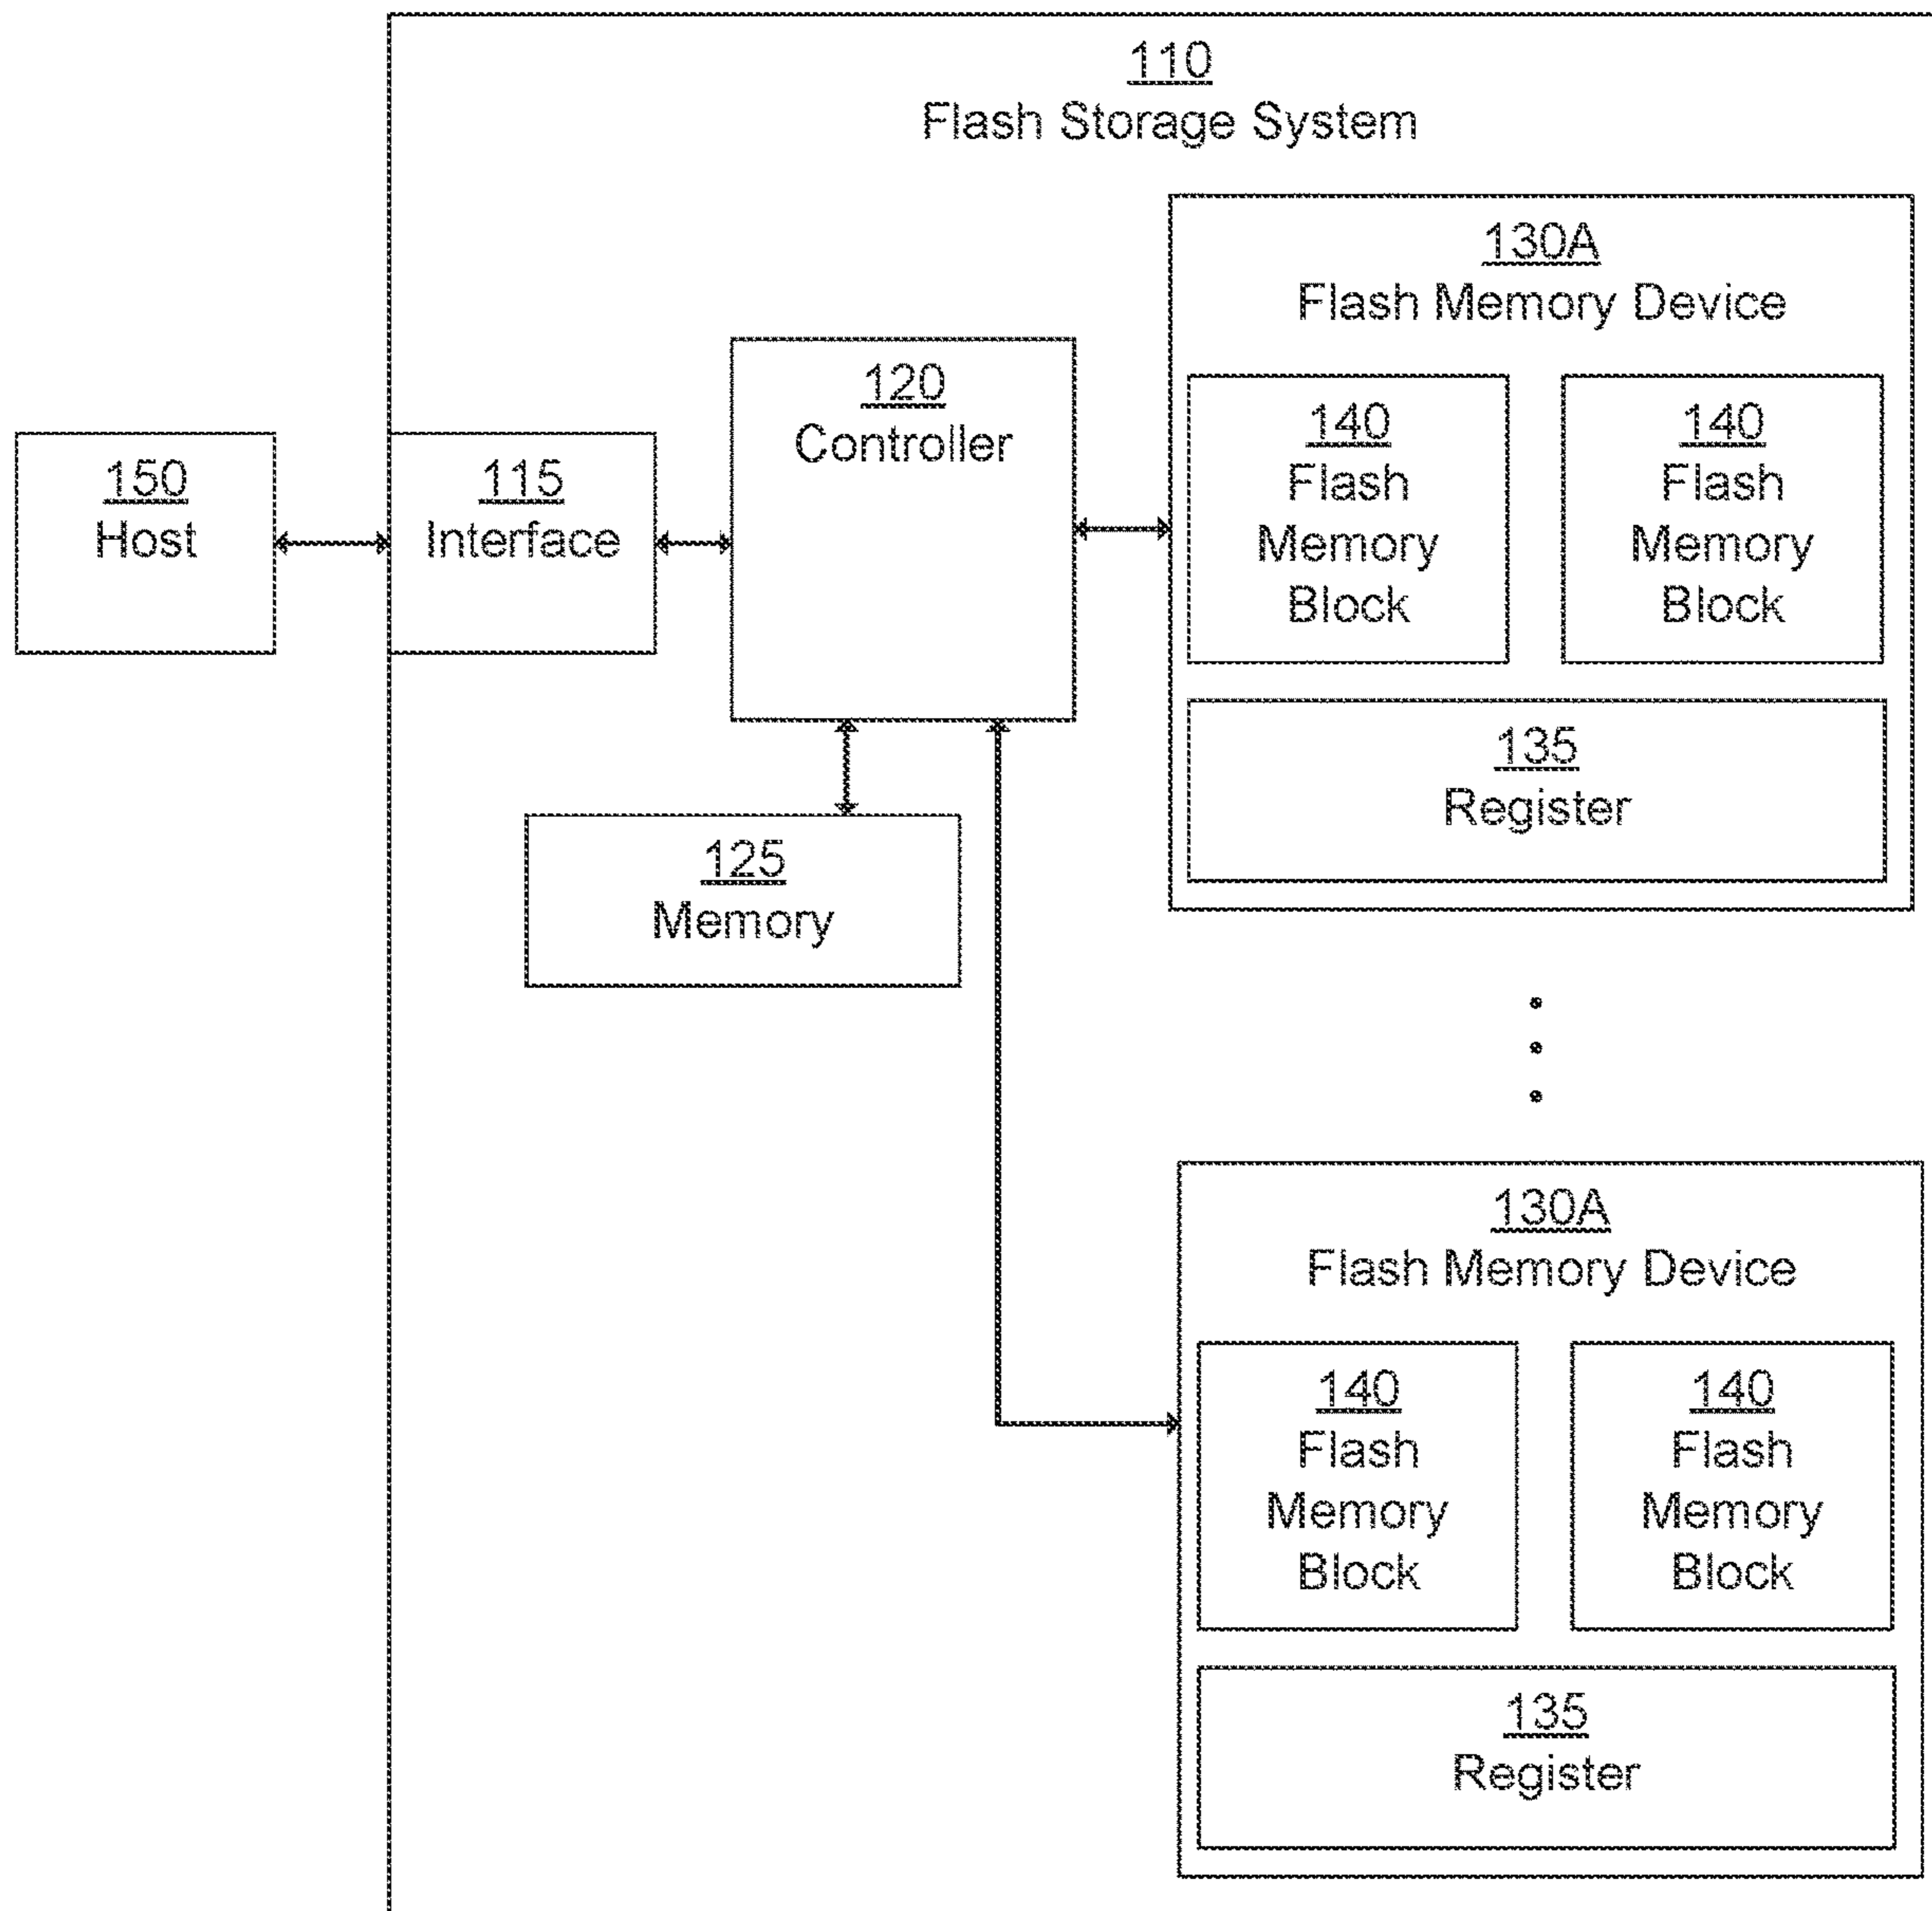 110
Flash Storage System
130A
Flash Memory Device
120
Controller
140
Flash
Memory
Block
140
Flash
Memory
Block
150
Host
115
Interface
135
Register
125
Memory
130A
Flash Memory Device
140
Flash
Memory
Block
140
Flash
Memory
Block
135
Register